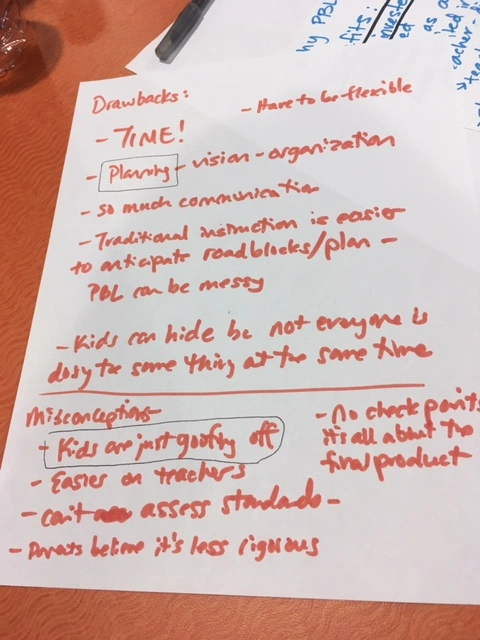 Drawbacks:
- Have to be flexible
- TIME!
- Planning - vision - organization
- so much communication
- Traditional instruction is easier
to anticipate roadblocks/plan -
PBL can be messy
- Kids can hide bc not everyone is
doing the same thing at the same time
Misconceptions
- Kids are just goofing off
- Easier on teachers
- can't assess standards -
- Parents believe it's less rigorous
- No check points
it's all about the
final product
hy PBL
fits:
nvested
ed
as a